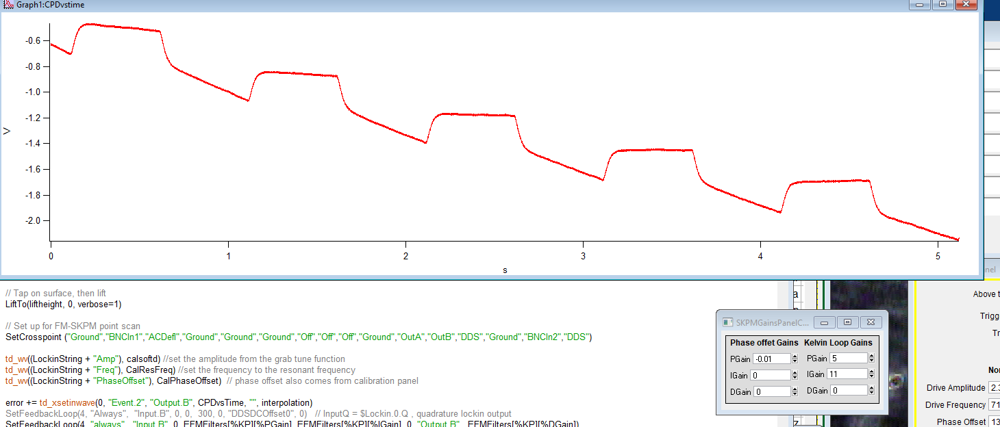 Graph1:CPDvstime
-0.6
-0.8
-1.0
-1.2
-1.4
-1.6
-1.8
-2.0
V
0 1 2 3 4 5
s
// Tap on surface, then lift
LiftTo(liftheight, 0, verbose=1)
// Set up for FM-SKPM point scan
SetCrosspoint ("Ground","BNCIn1","ACDefl","Ground","Ground","Ground","Off","Off","Off","Ground","OutA","OutB","DDS","Ground","BNCIn2","DDS")
td_wv((LockinString + "Amp"), calsoftd) //set the amplitude from the grab tune function
td_wv((LockinString + "Freq"), CalResFreq) //set the frequency to the resonant frequency
td_wv((LockinString + "PhaseOffset"), CalPhaseOffset) // phase offset also comes from calibration panel
error += td_xsetinwave(0, "Event.2", "Output.B", CPDvsTime, "", interpolation)
SetFeedbackLoop(4, "Always", "Input.B", 0, 0, 300, 0, "DDSDCOffset0", 0) // InputQ = $Lockin.0.Q , quadrature lockin output
SetFeedbackLoop(4, "always", "Input.B", 0, EFMFilters[%KP][%PGain], EFMFilters[%KP][%IGain], 0, "Output.B", EFMFilters[%KP][%DGain])
SKPMGainsPanelC...
Phase offet Gains Kelvin Loop Gains
PGain -0.01 PGain 5
IGain 0 IGain 11
DGain 0 DGain 0
a
z
nel
Above t
Trigg
Tr
Nor
Drive Amplitude 2.3
Drive Frequency 71
Phase Offset 13